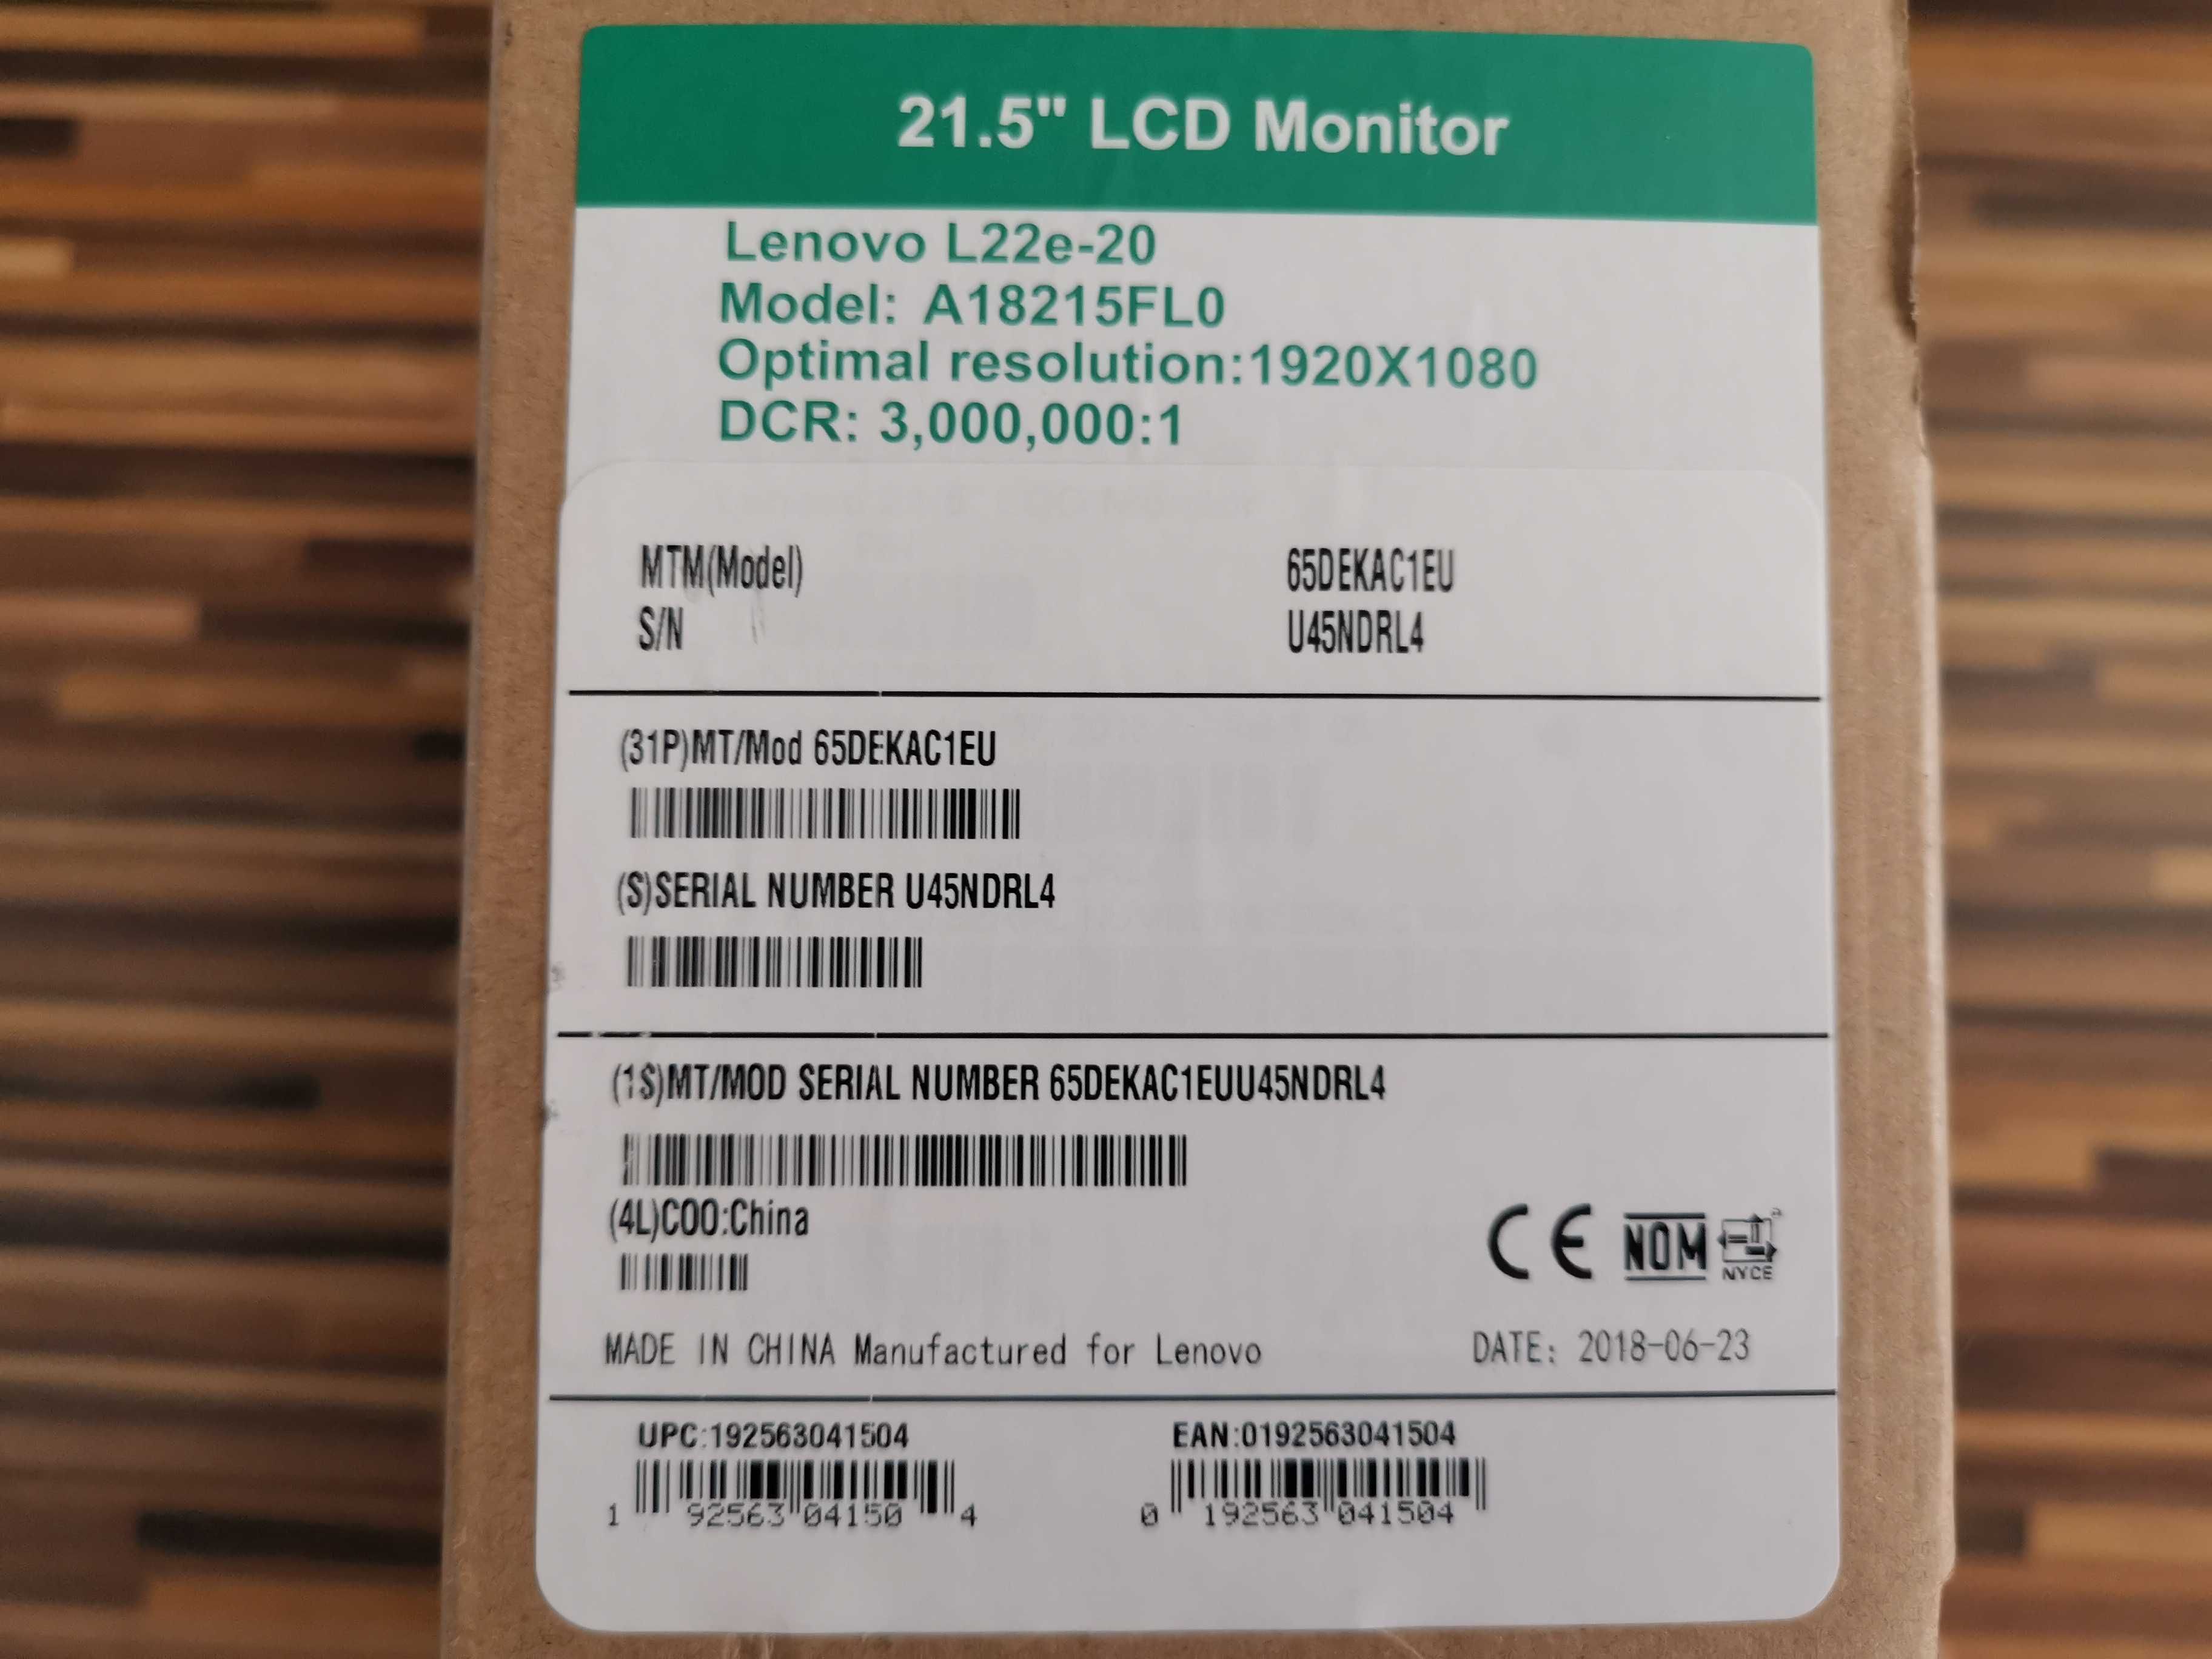 21.5" LCD Monitor
Lenovo L22e-20
Model: A18215FL0
Optimal resolution:1920X1080
DCR: 3,000,000:1
MTM(Model) 65DEKAC1EU
S/N U45NDRL4
(31P)MT/Mod 65DEKAC1EU
(S)SERIAL NUMBER U45NDRL4
(1S)MT/MOD SERIAL NUMBER 65DEKAC1EUU45NDRL4
(4L)COO:China
CE NOM NYCE
MADE IN CHINA Manufactured for Lenovo DATE: 2018-06-23
UPC:192563041504 EAN:0192563041504
1 92563 04150 4 0 192563 041504